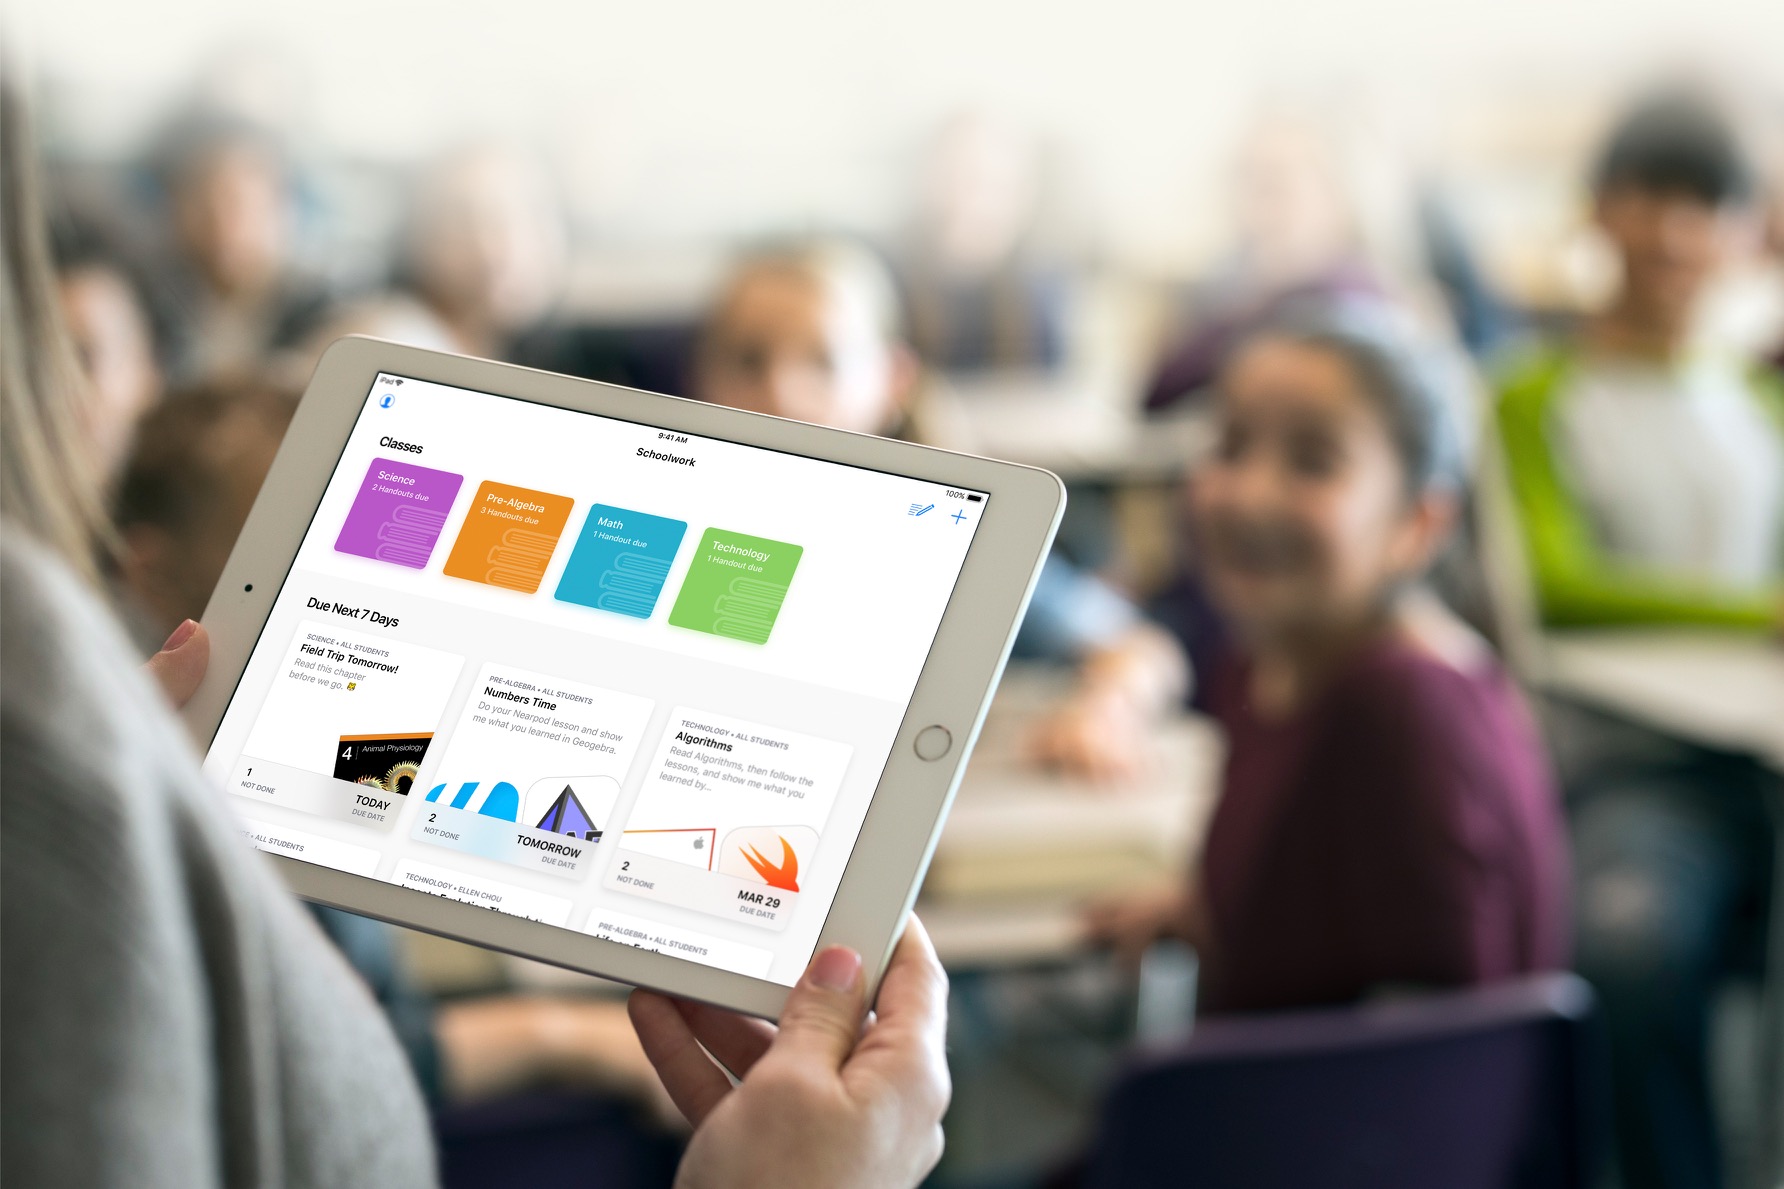 iPad
9:41 AM
100%
Schoolwork
Classes
Science
2 Handouts due
Pre-Algebra
3 Handouts due
Math
1 Handout due
Technology
1 Handout due
Due Next 7 Days
SCIENCE • ALL STUDENTS
Field Trip Tomorrow!
Read this chapter
before we go. 🐯
4 | Animal Physiology
1
NOT DONE
TODAY
DUE DATE
PRE-ALGEBRA • ALL STUDENTS
Numbers Time
Do your Nearpod lesson and show
me what you learned in Geogebra.
2
NOT DONE
TOMORROW
DUE DATE
TECHNOLOGY • ALL STUDENTS
Algorithms
Read Algorithms, then follow the
lessons, and show me what you
learned by...
2
NOT DONE
MAR 29
DUE DATE
• ALL STUDENTS
TECHNOLOGY • ELLEN CHOU
PRE-ALGEBRA • ALL STUDENTS